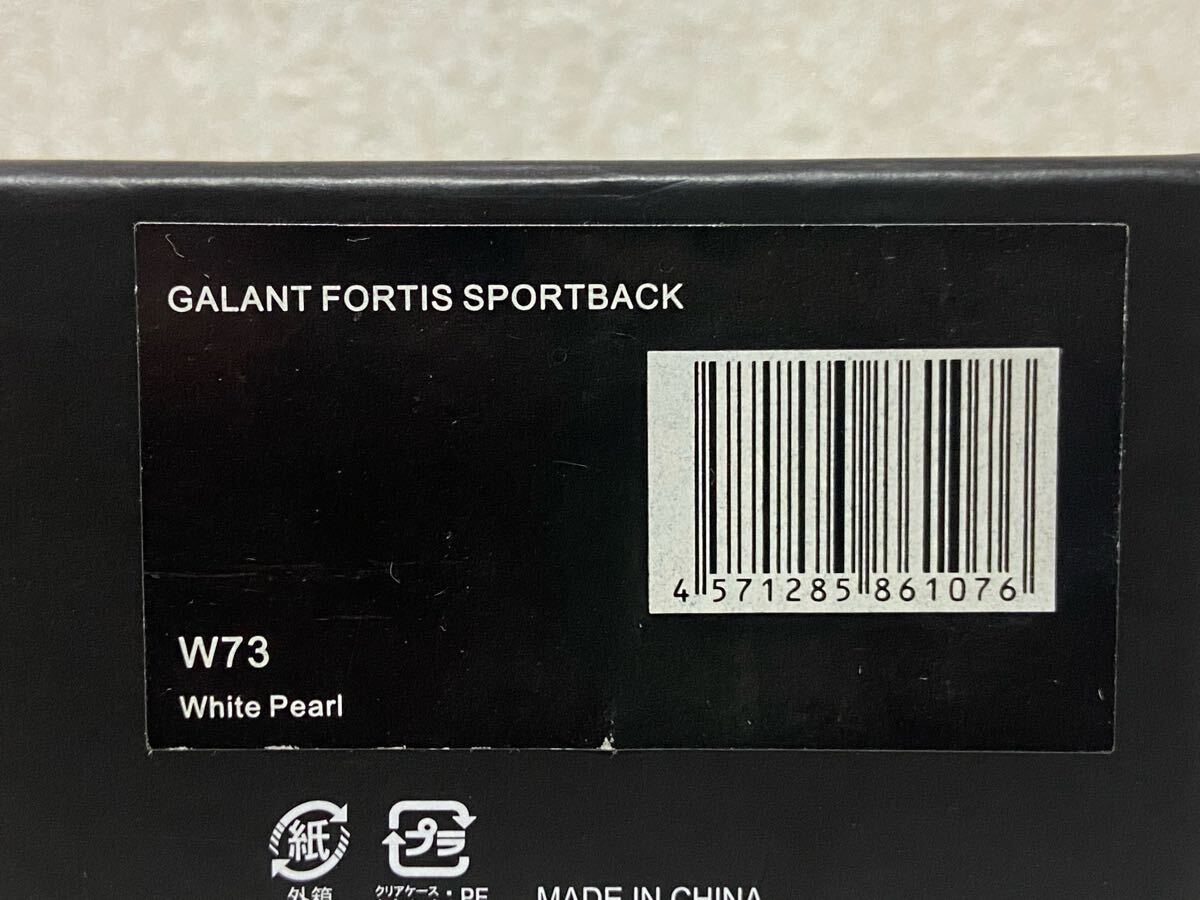 GALANT FORTIS SPORTBACK
4 571285 861076
W73
White Pearl
紙 プラ
外箱 クリアケース : PE MADE IN CHINA